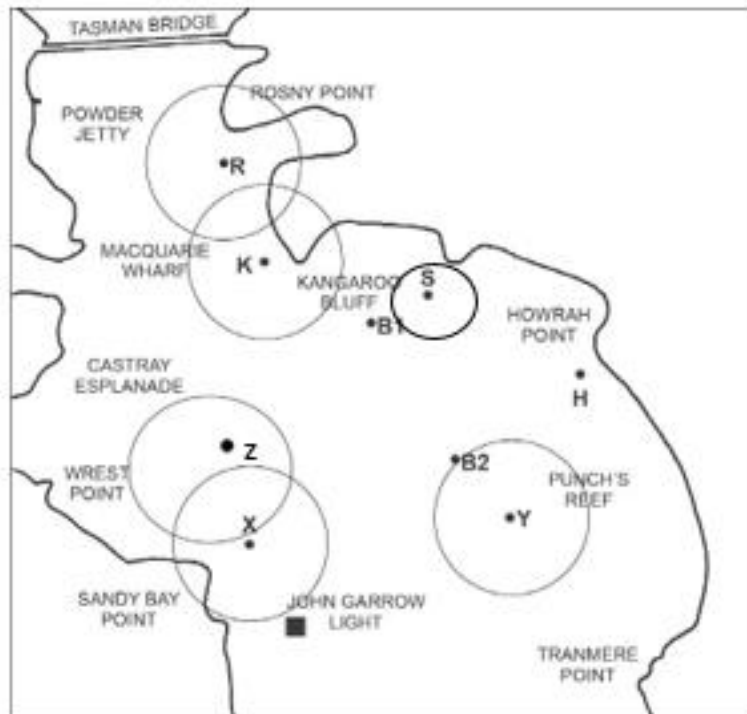 TASMAN BRIDGE
ROSNY POINT
POWDER
JETTY
R
MACQUARIE
WHARF
K
KANGAROO
BLUFF
S
B1
HOWRAH
POINT
CASTRAY
ESPLANADE
H
Z
B2
WREST
POINT
PUNCH'S
REEF
X
Y
SANDY BAY
POINT
JOHN GARROW
LIGHT
TRANMERE
POINT